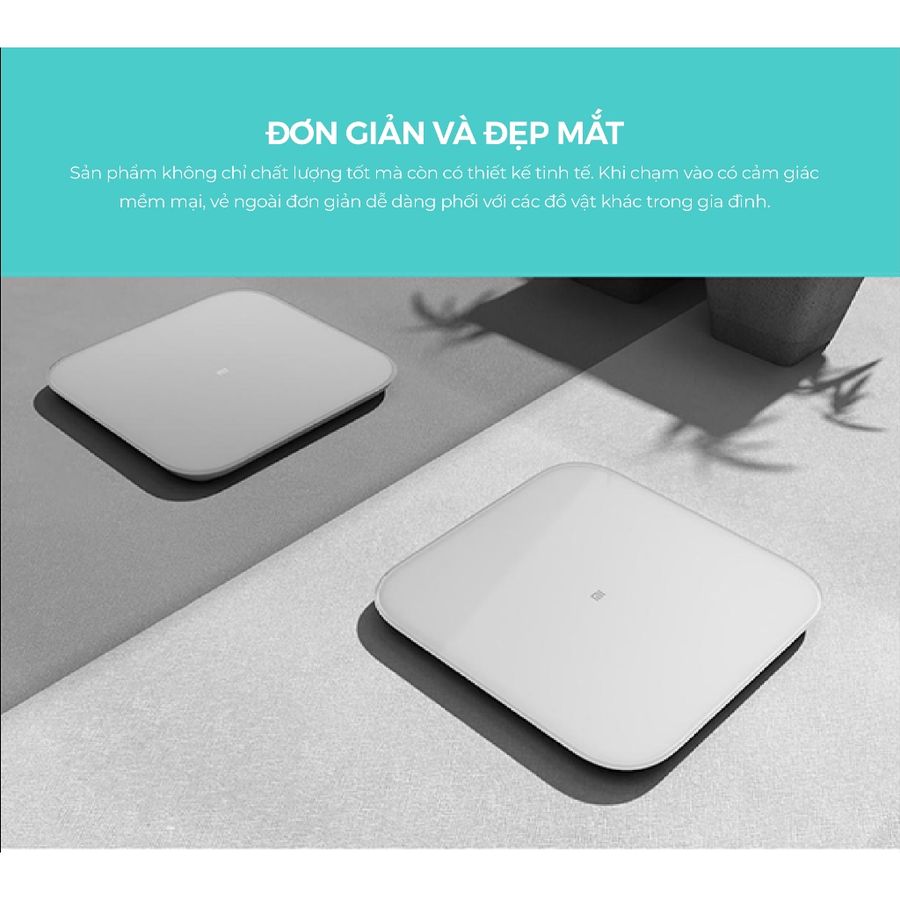 ĐƠN GIẢN VÀ ĐẸP MẮT
Sản phẩm không chỉ chất lượng tốt mà còn có thiết kế tinh tế. Khi chạm vào có cảm giác
mềm mại, vẻ ngoài đơn giản dễ dàng phối với các đồ vật khác trong gia đình.
mi
mi